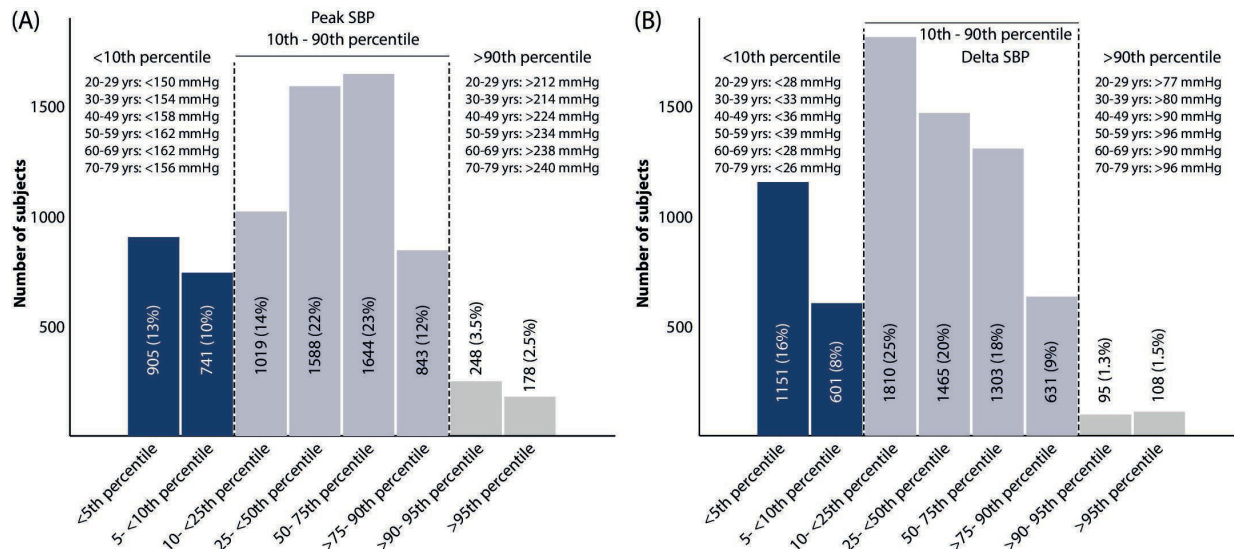 (A)
Peak SBP
10th - 90th percentile
<10th percentile
20-29 yrs: <150 mmHg
30-39 yrs: <154 mmHg
40-49 yrs: <158 mmHg
50-59 yrs: <162 mmHg
60-69 yrs: <162 mmHg
70-79 yrs: <156 mmHg
>90th percentile
20-29 yrs: >212 mmHg
30-39 yrs: >214 mmHg
40-49 yrs: >224 mmHg
50-59 yrs: >234 mmHg
60-69 yrs: >238 mmHg
70-79 yrs: >240 mmHg
Number of subjects
1500
1000
500
905 (13%)
741 (10%)
1019 (14%)
1588 (22%)
1644 (23%)
843 (12%)
248 (3.5%)
178 (2.5%)
<5th percentile
5- <10th percentile
10- <25th percentile
25- <50th percentile
50- 75th percentile
>75- 90th percentile
>90- 95th percentile
>95th percentile
(B)
10th - 90th percentile
Delta SBP
<10th percentile
20-29 yrs: <28 mmHg
30-39 yrs: <33 mmHg
40-49 yrs: <36 mmHg
50-59 yrs: <39 mmHg
60-69 yrs: <28 mmHg
70-79 yrs: <26 mmHg
>90th percentile
20-29 yrs: >77 mmHg
30-39 yrs: >80 mmHg
40-49 yrs: >90 mmHg
50-59 yrs: >96 mmHg
60-69 yrs: >90 mmHg
70-79 yrs: >96 mmHg
Number of subjects
1500
1000
500
1151 (16%)
601 (8%)
1810 (25%)
1465 (20%)
1303 (18%)
631 (9%)
95 (1.3%)
108 (1.5%)
<5th percentile
5- <10th percentile
10- <25th percentile
25- <50th percentile
50- 75th percentile
>75- 90th percentile
>90- 95th percentile
>95th percentile